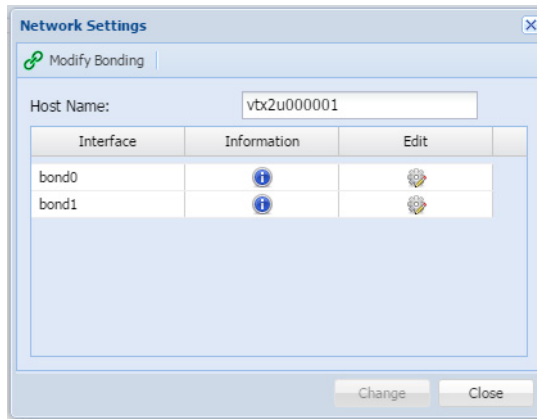 Network Settings
Modify Bonding
Host Name: vtx2u000001
Interface Information Edit
bond0
bond1
Change Close